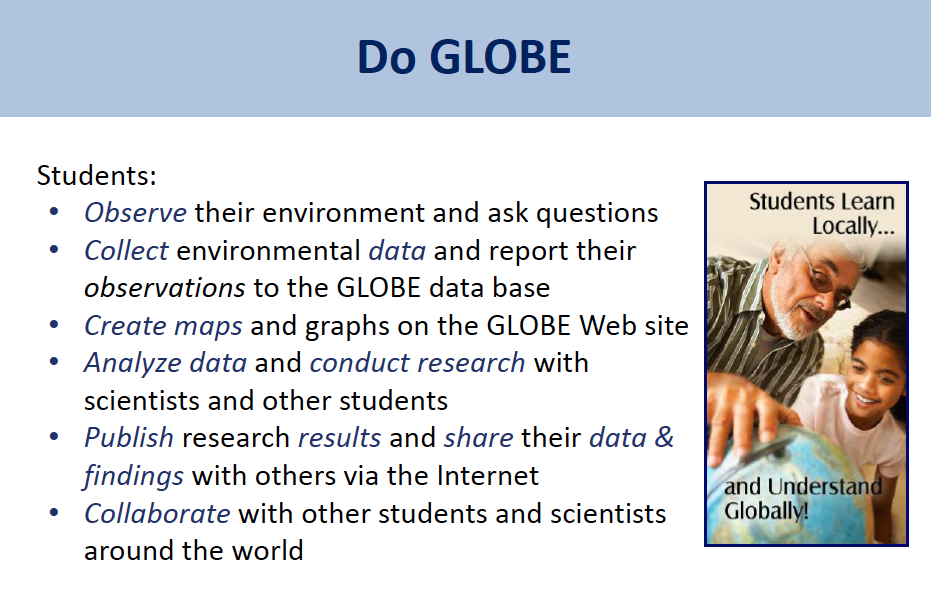 Do GLOBE
Students:
• Observe their environment and ask questions
• Collect environmental data and report their
observations to the GLOBE data base
• Create maps and graphs on the GLOBE Web site
• Analyze data and conduct research with
scientists and other students
• Publish research results and share their data &
findings with others via the Internet
• Collaborate with other students and scientists
around the world
Students Learn
Locally...
and Understand
Globally!